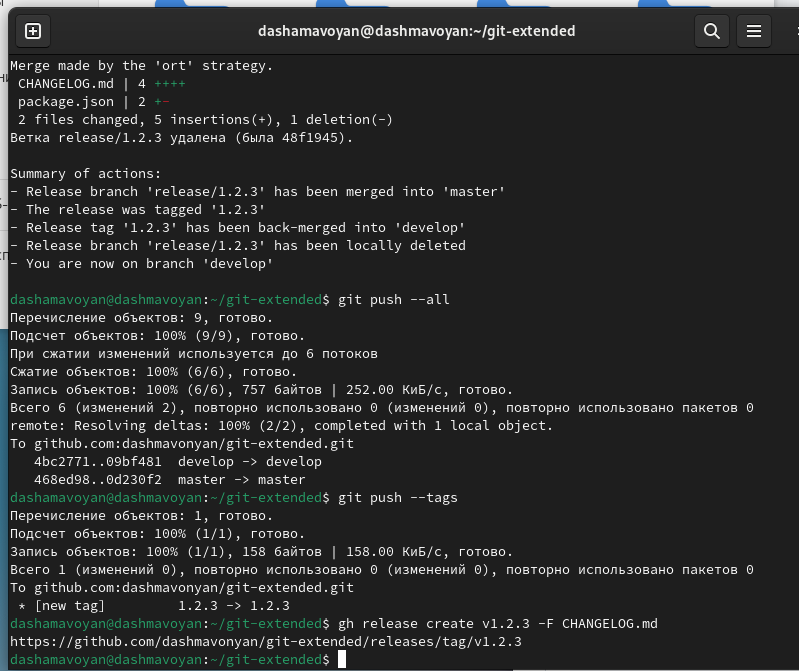 dashamavoyan@dashmavoyan:~/git-extended
Merge made by the 'ort' strategy.
CHANGELOG.md | 4 ++++
package.json | 2 +-
2 files changed, 5 insertions(+), 1 deletion(-)
Ветка release/1.2.3 удалена (была 48f1945).
Summary of actions:
- Release branch 'release/1.2.3' has been merged into 'master'
- The release was tagged '1.2.3'
- Release tag '1.2.3' has been back-merged into 'develop'
- Release branch 'release/1.2.3' has been locally deleted
- You are now on branch 'develop'
dashamavoyan@dashmavoyan:~/git-extended$ git push --all
Перечисление объектов: 9, готово.
Подсчет объектов: 100% (9/9), готово.
При сжатии изменений используется до 6 потоков
Сжатие объектов: 100% (6/6), готово.
Запись объектов: 100% (6/6), 757 байтов | 252.00 КиБ/с, готово.
Всего 6 (изменений 2), повторно использовано 0 (изменений 0), повторно использовано пакетов 0
remote: Resolving deltas: 100% (2/2), completed with 1 local object.
To github.com:dashmavonyan/git-extended.git
4bc2771..09bf481  develop -> develop
468ed98..0d230f2  master -> master
dashamavoyan@dashmavoyan:~/git-extended$ git push --tags
Перечисление объектов: 1, готово.
Подсчет объектов: 100% (1/1), готово.
Запись объектов: 100% (1/1), 158 байтов | 158.00 КиБ/с, готово.
Всего 1 (изменений 0), повторно использовано 0 (изменений 0), повторно использовано пакетов 0
To github.com:dashmavonyan/git-extended.git
* [new tag]         1.2.3 -> 1.2.3
dashamavoyan@dashmavoyan:~/git-extended$ gh release create v1.2.3 -F CHANGELOG.md
https://github.com/dashmavonyan/git-extended/releases/tag/v1.2.3
dashamavoyan@dashmavoyan:~/git-extended$